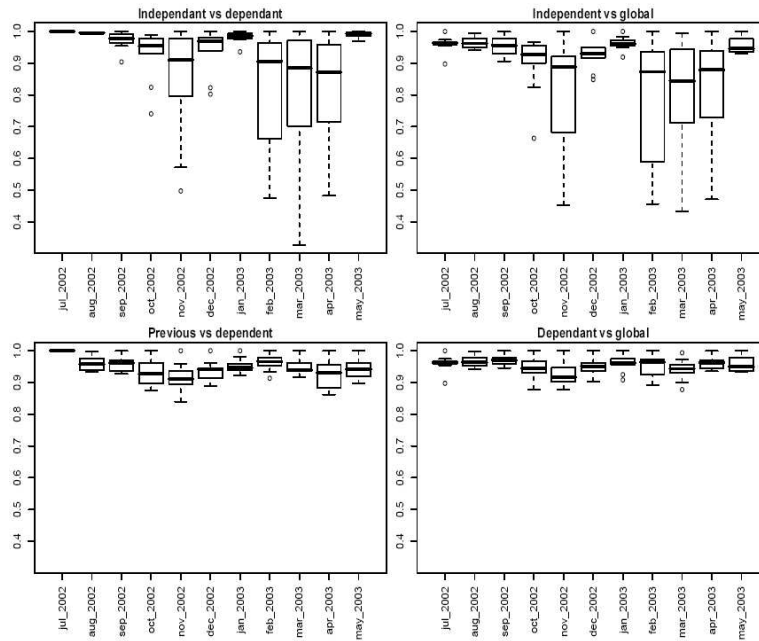 Independant vs dependant
1.0
0.9
0.8
0.7
0.6
0.5
0.4
jul_2002
aug_2002
sep_2002
oct_2002
nov_2002
dec_2002
jan_2003
feb_2003
mar_2003
apr_2003
may_2003
Independent vs global
1.0
0.9
0.8
0.7
0.6
0.5
0.4
jul_2002
aug_2002
sep_2002
oct_2002
nov_2002
dec_2002
jan_2003
feb_2003
mar_2003
apr_2003
may_2003
Previous vs dependent
1.0
0.9
0.8
0.7
0.6
0.5
0.4
jul_2002
aug_2002
sep_2002
oct_2002
nov_2002
dec_2002
jan_2003
feb_2003
mar_2003
apr_2003
may_2003
Dependant vs global
1.0
0.9
0.8
0.7
0.6
0.5
0.4
jul_2002
aug_2002
sep_2002
oct_2002
nov_2002
dec_2002
jan_2003
feb_2003
mar_2003
apr_2003
may_2003